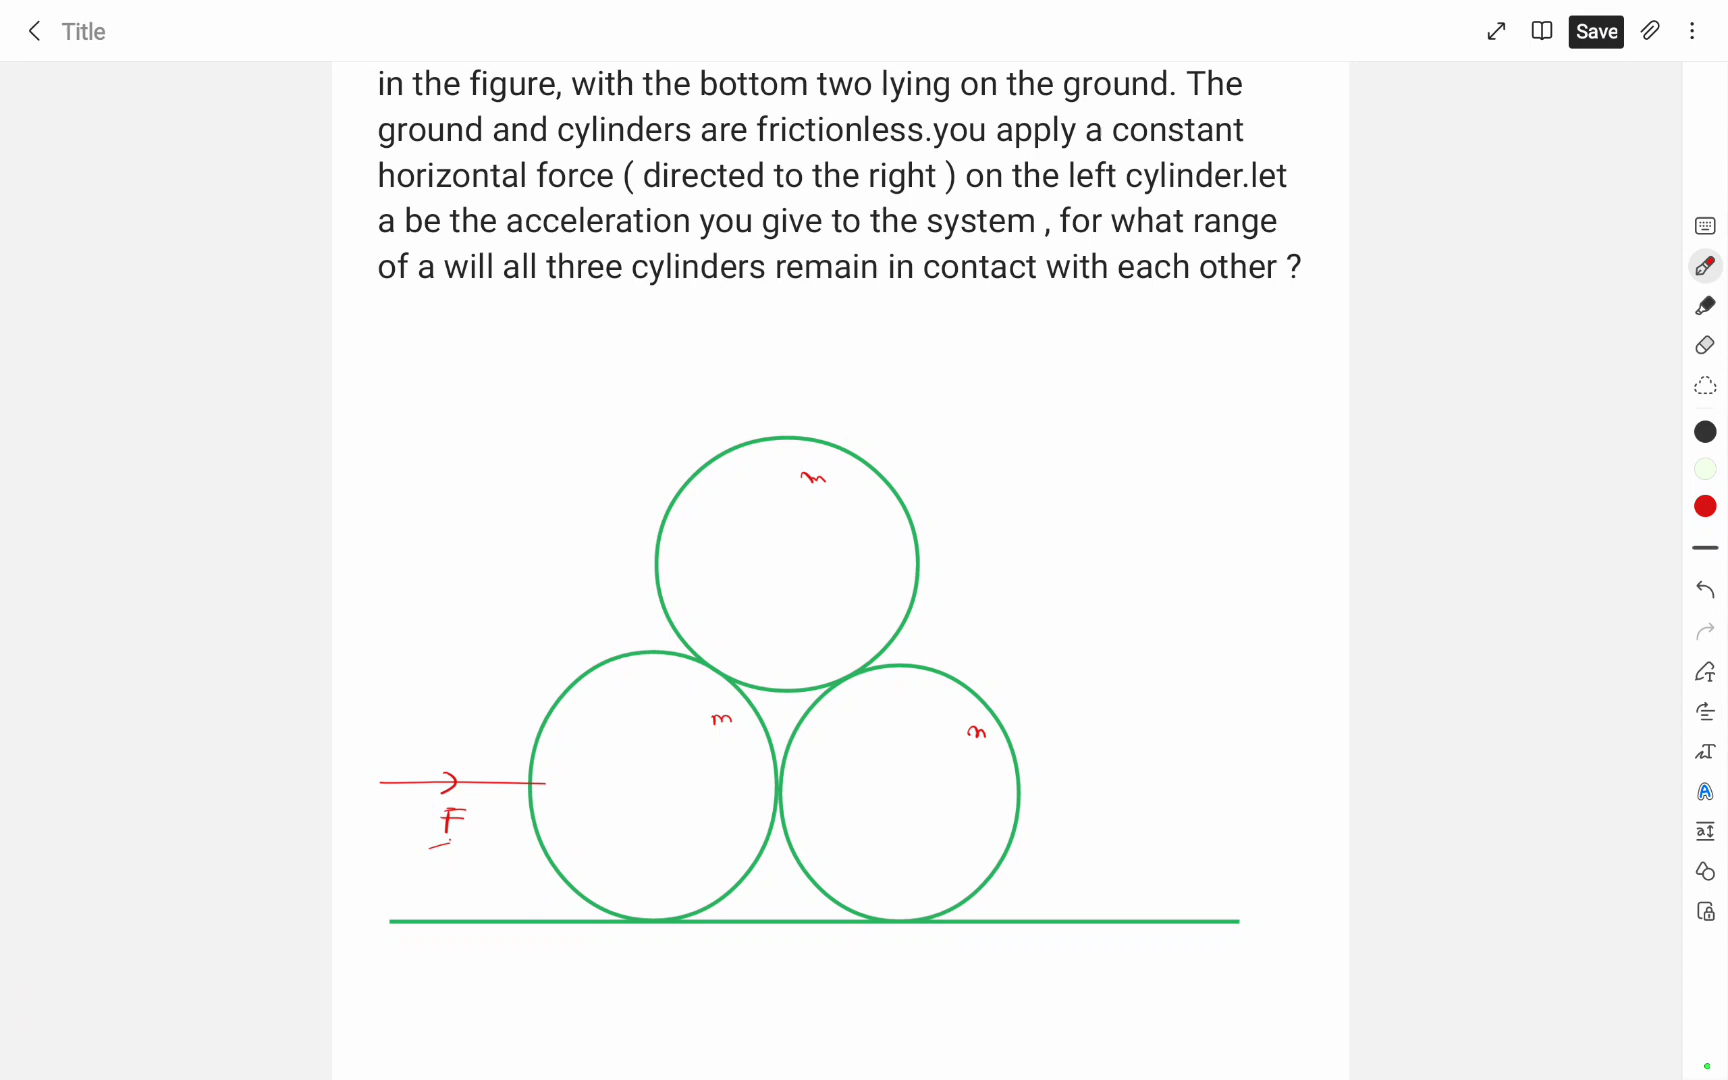 Title
Save
in the figure, with the bottom two lying on the ground. The
ground and cylinders are frictionless.you apply a constant
horizontal force ( directed to the right ) on the left cylinder.let
a be the acceleration you give to the system , for what range
of a will all three cylinders remain in contact with each other ?
m
m
m
F